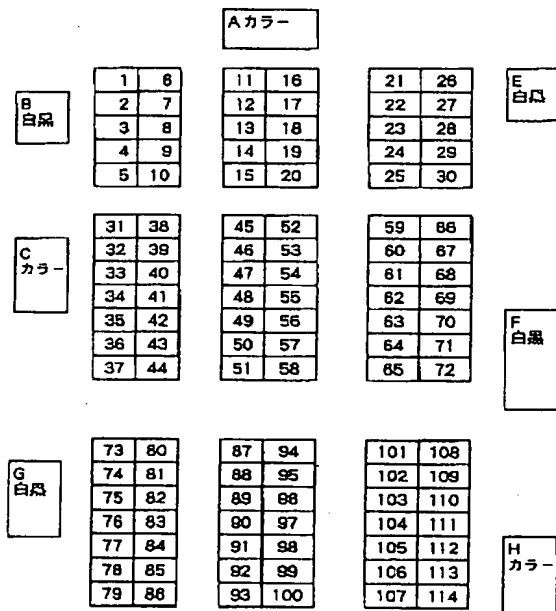 Aカラー
B
白黒
E
白黒
1 6 11 16 21 26
2 7 12 17 22 27
3 8 13 18 23 28
4 9 14 19 24 29
5 10 15 20 25 30
C
カラー
31 38 45 52 59 66
32 39 46 53 60 67
33 40 47 54 61 68
34 41 48 55 62 69
35 42 49 56 63 70
36 43 50 57 64 71
37 44 51 58 65 72
F
白黒
G
白黒
73 80 87 94 101 108
74 81 88 95 102 109
75 82 89 96 103 110
76 83 90 97 104 111
77 84 91 98 105 112
78 85 92 99 106 113
79 86 93 100 107 114
H
カラー